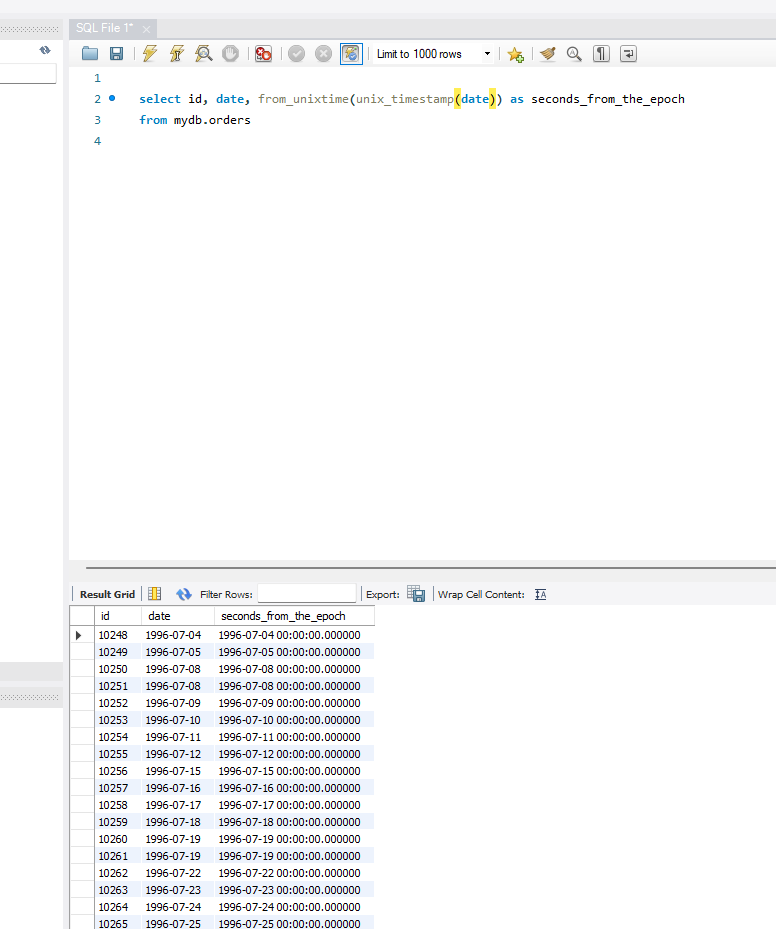 SQL File 1*
Limit to 1000 rows
1
2 select id, date, from_unixtime(unix_timestamp(date)) as seconds_from_the_epoch
3 from mydb.orders
4
Result Grid Filter Rows: Export: Wrap Cell Content:
id date seconds_from_the_epoch
10248 1996-07-04 1996-07-04 00:00:00.000000
10249 1996-07-05 1996-07-05 00:00:00.000000
10250 1996-07-08 1996-07-08 00:00:00.000000
10251 1996-07-08 1996-07-08 00:00:00.000000
10252 1996-07-09 1996-07-09 00:00:00.000000
10253 1996-07-10 1996-07-10 00:00:00.000000
10254 1996-07-11 1996-07-11 00:00:00.000000
10255 1996-07-12 1996-07-12 00:00:00.000000
10256 1996-07-15 1996-07-15 00:00:00.000000
10257 1996-07-16 1996-07-16 00:00:00.000000
10258 1996-07-17 1996-07-17 00:00:00.000000
10259 1996-07-18 1996-07-18 00:00:00.000000
10260 1996-07-19 1996-07-19 00:00:00.000000
10261 1996-07-19 1996-07-19 00:00:00.000000
10262 1996-07-22 1996-07-22 00:00:00.000000
10263 1996-07-23 1996-07-23 00:00:00.000000
10264 1996-07-24 1996-07-24 00:00:00.000000
10265 1996-07-25 1996-07-25 00:00:00.000000